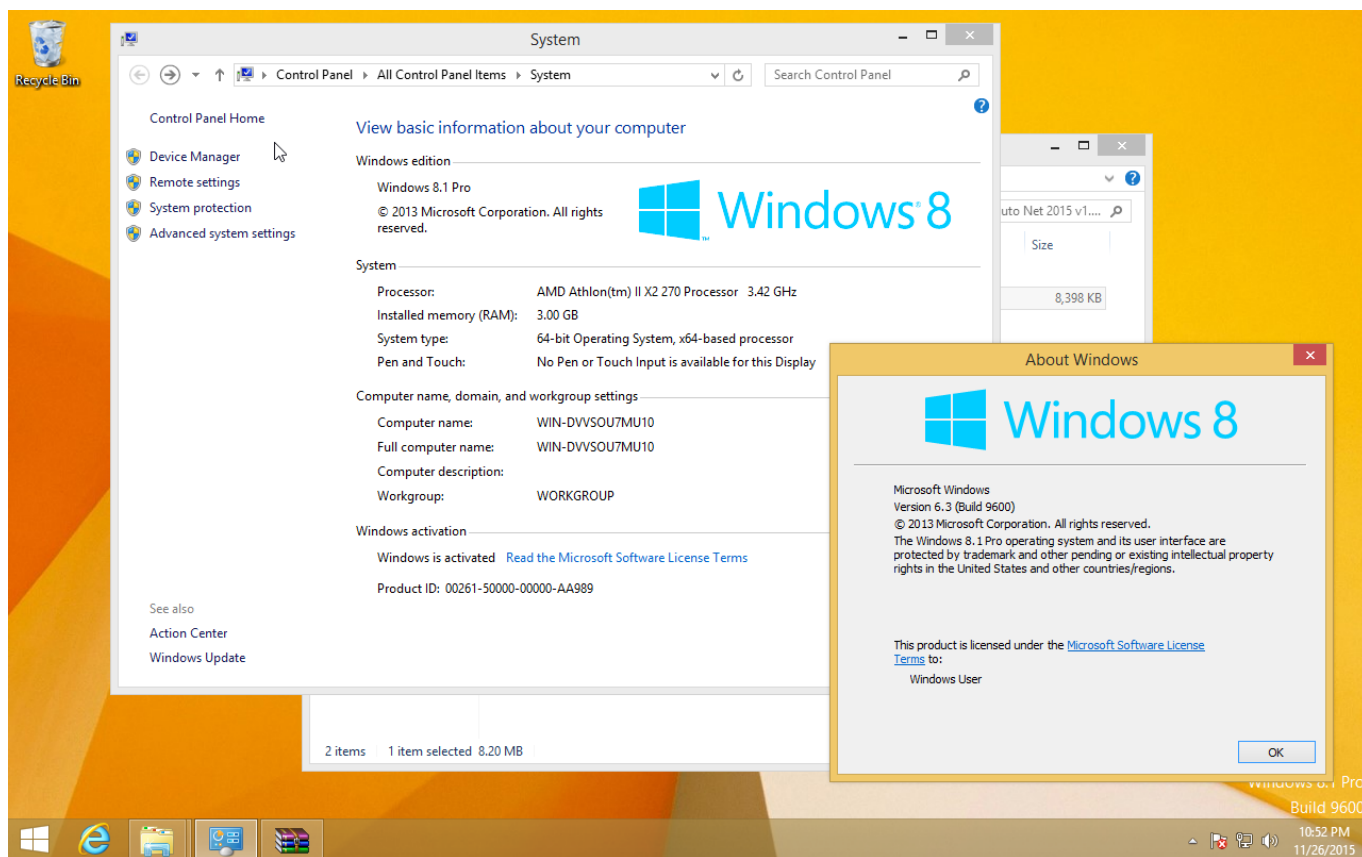 Recycle Bin
System
Control Panel All Control Panel Items System
Search Control Panel
Control Panel Home
Device Manager
Remote settings
System protection
Advanced system settings
See also
Action Center
Windows Update
View basic information about your computer
Windows edition
Windows 8.1 Pro
© 2013 Microsoft Corporation. All rights
reserved.
Windows® 8
™
System
Processor: AMD Athlon(tm) II X2 270 Processor 3.42 GHz
Installed memory (RAM): 3.00 GB
System type: 64-bit Operating System, x64-based processor
Pen and Touch: No Pen or Touch Input is available for this Display
Computer name, domain, and workgroup settings
Computer name: WIN-DVVSOU7MU10
Full computer name: WIN-DVVSOU7MU10
Computer description:
Workgroup: WORKGROUP
Windows activation
Windows is activated Read the Microsoft Software License Terms
Product ID: 00261-50000-00000-AA989
uto Net 2015 v1....
Size
8,398 KB
2 items 1 item selected 8.20 MB
About Windows
Windows 8
Microsoft Windows
Version 6.3 (Build 9600)
© 2013 Microsoft Corporation. All rights reserved.
The Windows 8.1 Pro operating system and its user interface are
protected by trademark and other pending or existing intellectual property
rights in the United States and other countries/regions.
This product is licensed under the Microsoft Software License
Terms to:
Windows User
OK
Windows 8.1 Pro
Build 9600
10:52 PM
11/26/2015